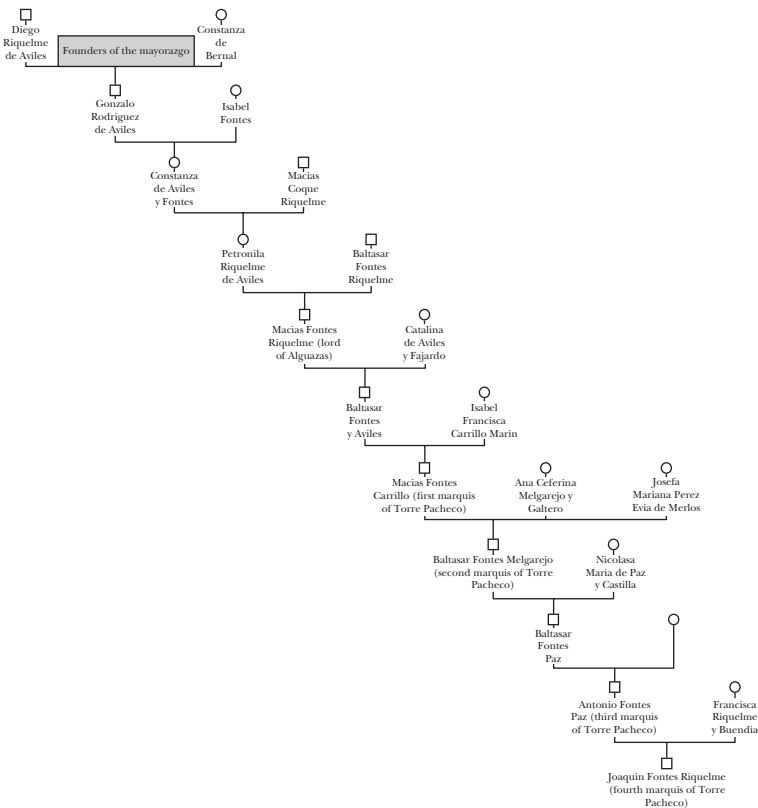 Diego
Riquelme
de Aviles
Founders of the mayorazgo
Constanza
de
Bernal
Gonzalo
Rodriguez
de Aviles
Isabel
Fontes
Constanza
de Aviles
y Fontes
Macias
Coque
Riquelme
Petronila
Riquelme
de Aviles
Baltasar
Fontes
Riquelme
Macias Fontes
Riquelme (lord
of Alguazas)
Catalina
de Aviles
y Fajardo
Baltasar
Fontes
y Aviles
Isabel
Francisca
Carrillo Marin
Macias Fontes
Carrillo (first marquis
of Torre Pacheco)
Ana Ceferina
Melgarejo y
Galtero
Josefa
Mariana Perez
Evia de Merlos
Baltasar Fontes Melgarejo
(second marquis of Torre
Pacheco)
Nicolasa
Maria de Paz
y Castilla
Baltasar
Fontes
Paz
Antonio Fontes
Paz (third marquis
of Torre Pacheco)
Francisca
Riquelme
y Buendia
Joaquin Fontes Riquelme
(fourth marquis of Torre
Pacheco)